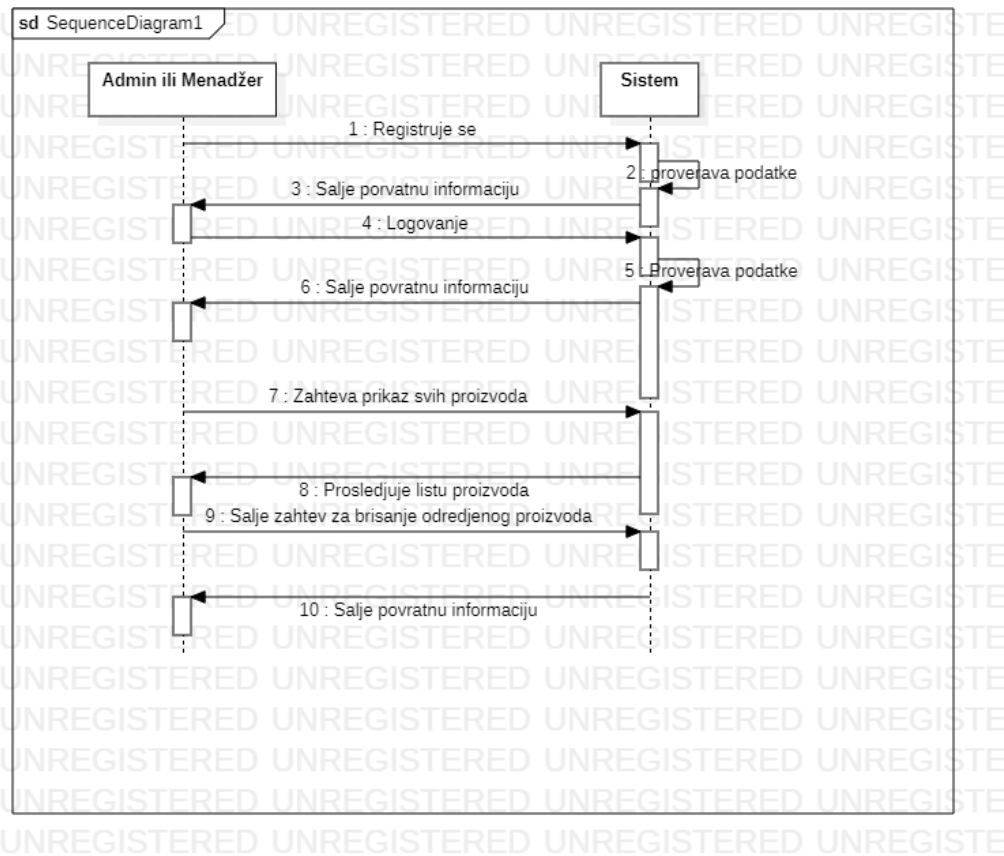 sd SequenceDiagram1
Admin ili Menadžer
Sistem
1 : Registruje se
2 : proverava podatke
3 : Salje porvatnu informaciju
4 : Logovanje
5 : Proverava podatke
6 : Salje povratnu informaciju
7 : Zahteva prikaz svih proizvoda
8 : Prosledjuje listu proizvoda
9 : Salje zahtev za brisanje odredjenog proizvoda
10 : Salje povratnu informaciju
UNREGISTERED